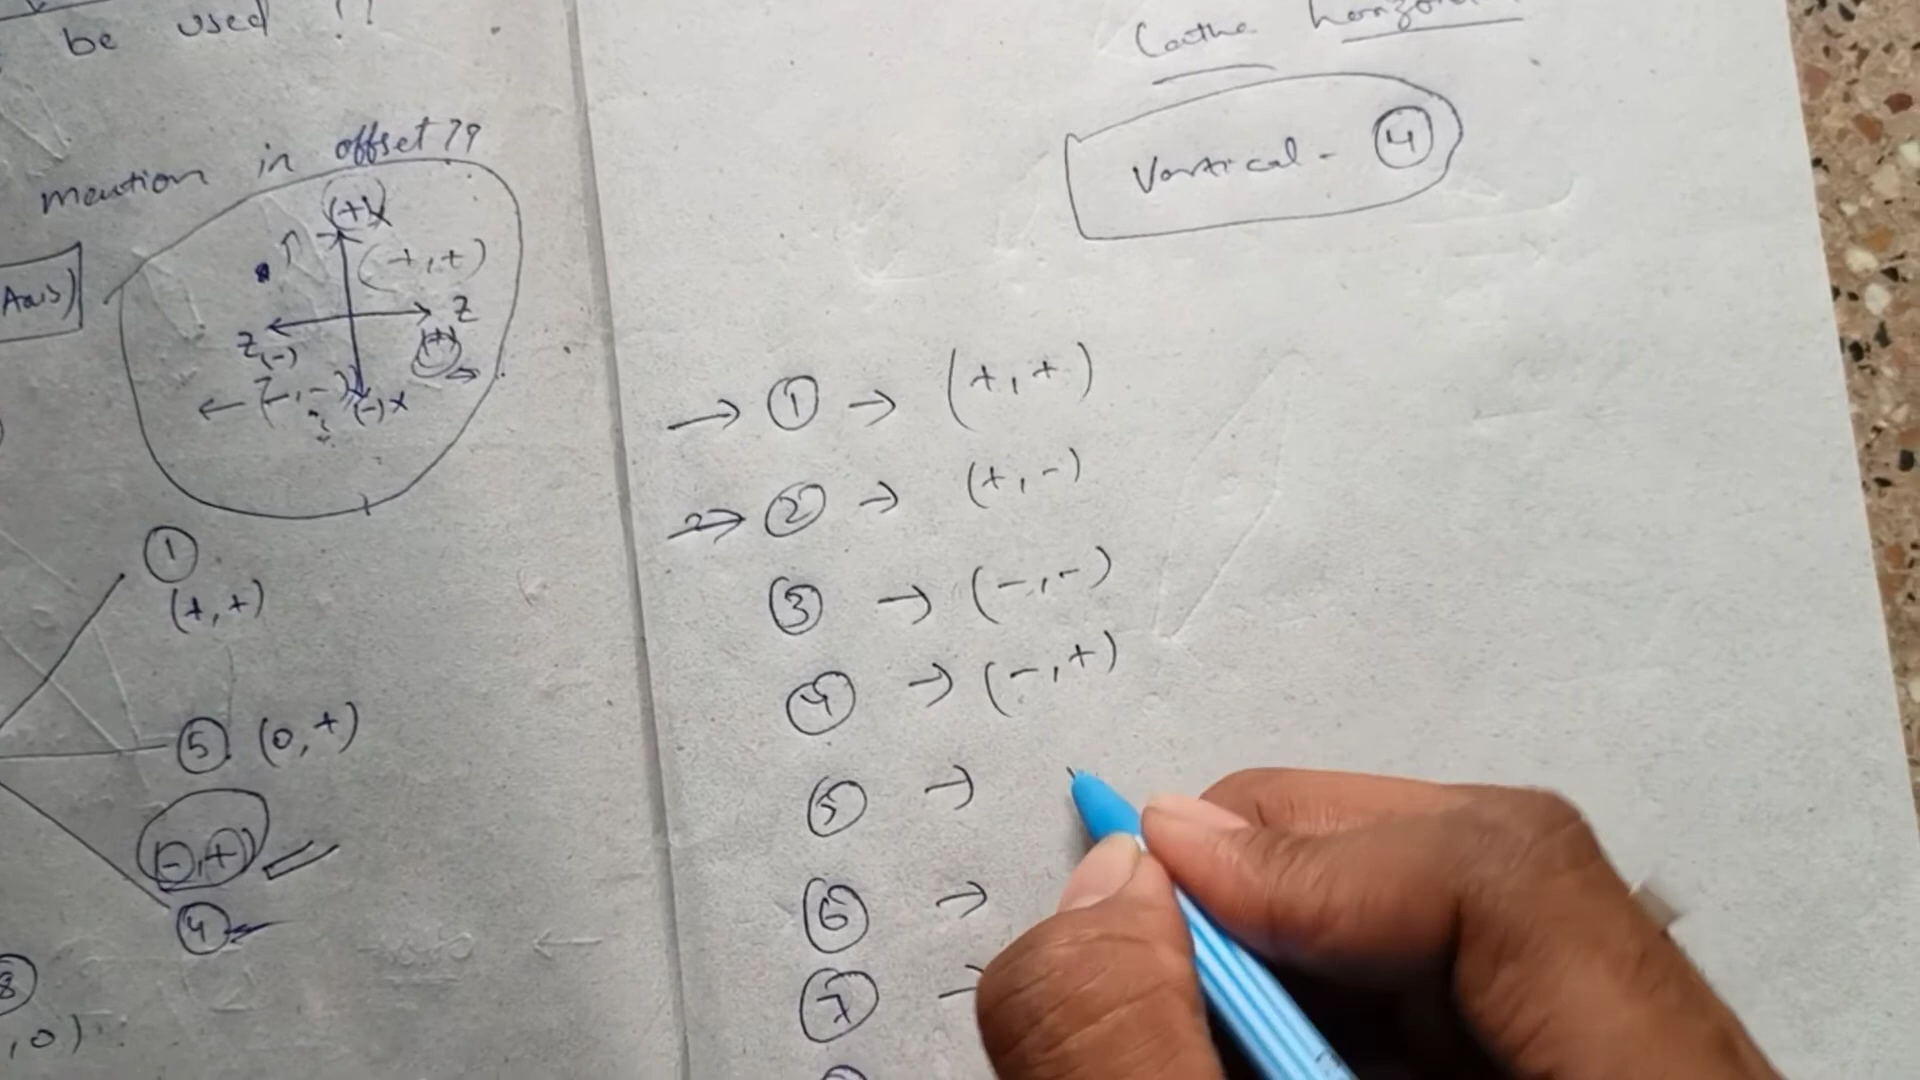 be used !!
mention in offset ??
Axis)
(+)x
(+,+)
Z
Z
(-)
(+)
(-,-)
(-)x
①
(+,+)
⑤ (0,+)
(-,+)
④
⑧
,0)
Vertical - ④
→ ① → (+,+)
→ ② → (+,-)
③ → (-,-)
④ → (-,+)
⑤ →
⑥ →
⑦ →